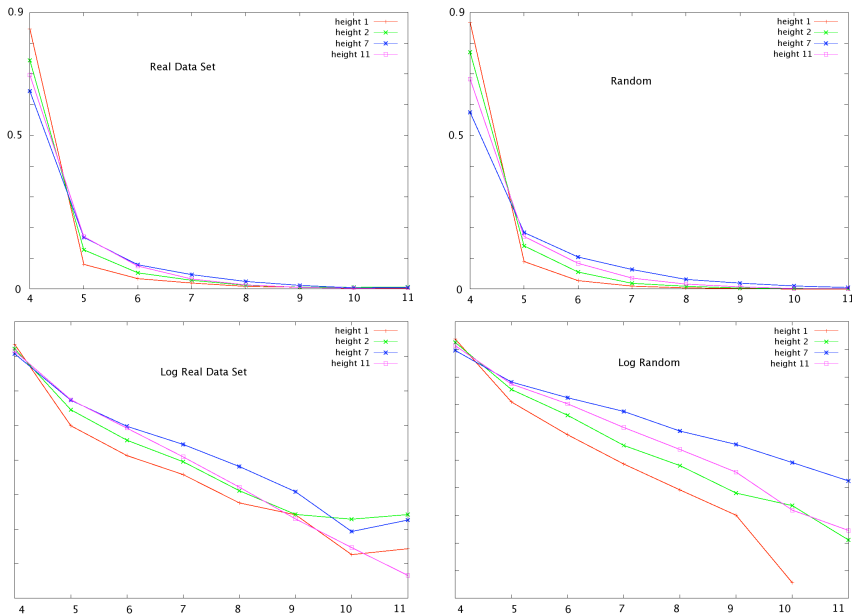 0.9
height 1
height 2
height 7
height 11
Real Data Set
0.5
0
4 5 6 7 8 9 10 11
0.9
height 1
height 2
height 7
height 11
Random
0.5
0
4 5 6 7 8 9 10 11
height 1
height 2
height 7
height 11
Log Real Data Set
4 5 6 7 8 9 10 11
height 1
height 2
height 7
height 11
Log Random
4 5 6 7 8 9 10 11